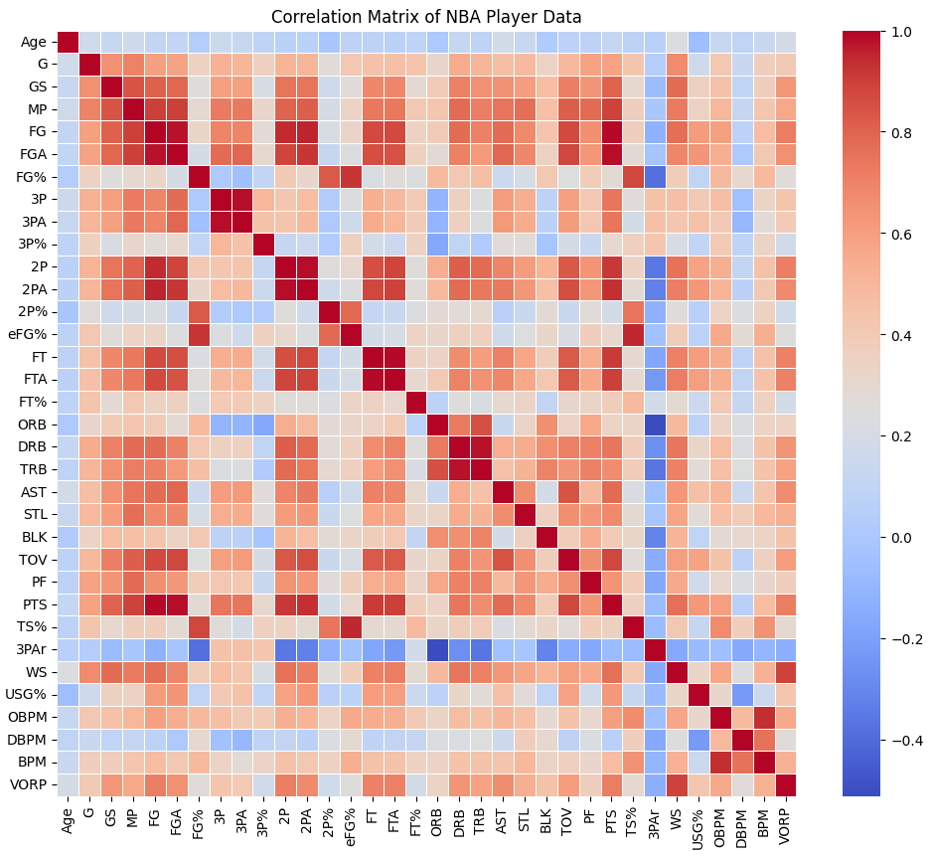 Correlation Matrix of NBA Player Data
Age
G
GS
MP
FG
FGA
FG%
3P
3PA
3P%
2P
2PA
2P%
eFG%
FT
FTA
FT%
ORB
DRB
TRB
AST
STL
BLK
TOV
PF
PTS
TS%
3PAr
WS
USG%
OBPM
DBPM
BPM
VORP
Age G GS MP FG FGA FG% 3P 3PA 3P% 2P 2PA 2P% eFG% FT FTA FT% ORB DRB TRB AST STL BLK TOV PF PTS TS% 3PAr WS USG% OBPM DBPM BPM VORP
1.0
0.8
0.6
0.4
0.2
0.0
−0.2
−0.4